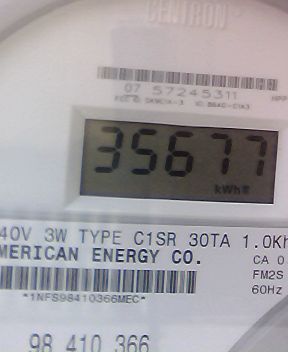 CENTRON
07 57245311
35677
kWh
40V 3W TYPE C1SR 30TA 1.0Kh
MERICAN ENERGY CO.
CA 0
FM2S
60Hz
*1NFS98410366MEC*
98 410 366